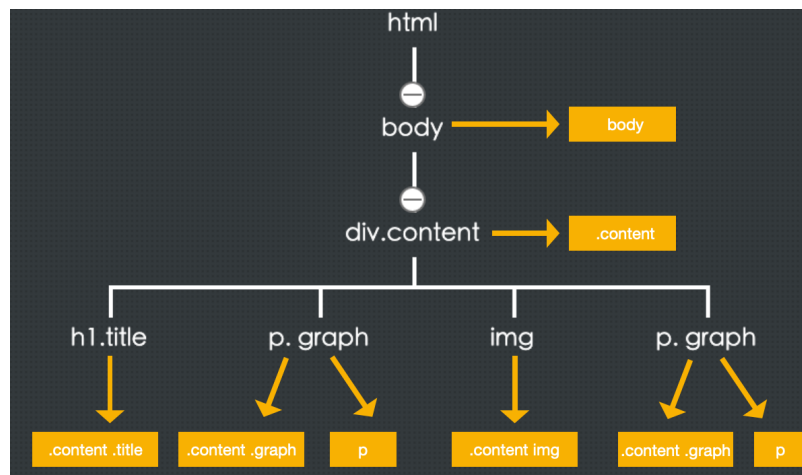 html
body
body
div.content
.content
h1.title
p. graph
img
p. graph
.content .title
.content .graph
p
.content img
.content .graph
p